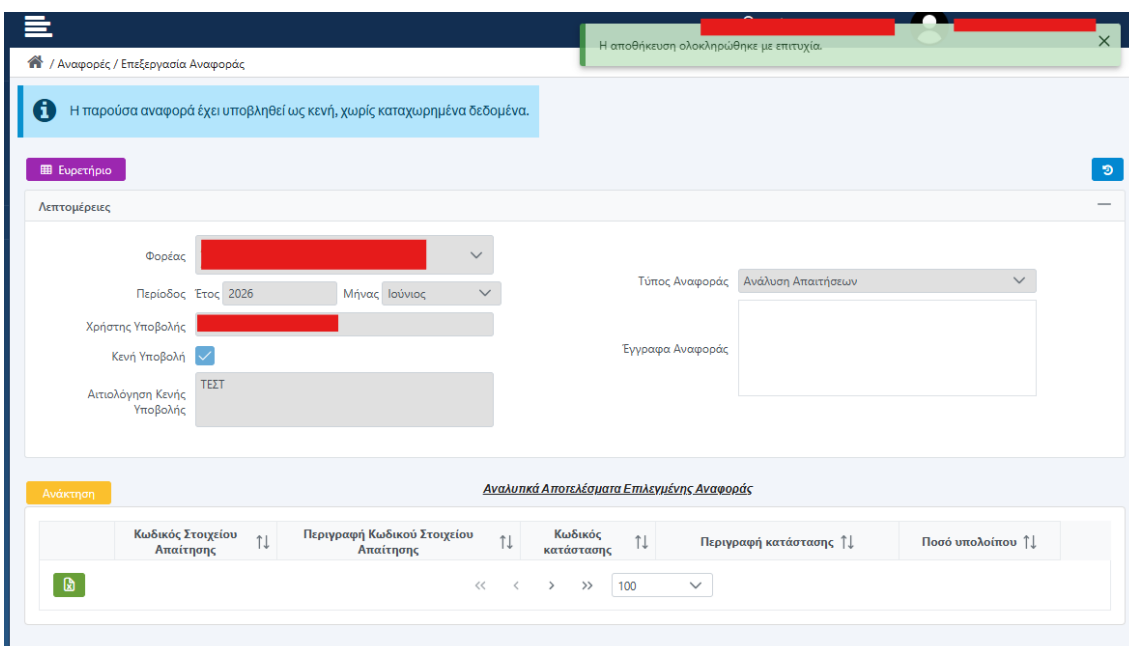 Η αποθήκευση ολοκληρώθηκε με επιτυχία.
/ Αναφορές / Επεξεργασία Αναφοράς
Η παρούσα αναφορά έχει υποβληθεί ως κενή, χωρίς καταχωρημένα δεδομένα.
Ευρετήριο
Λεπτομέρειες
Φορέας
Περίοδος Έτος 2026 Μήνας Ιούνιος
Χρήστης Υποβολής
Κενή Υποβολή
Αιτιολόγηση Κενής
Υποβολής
ΤΕΣΤ
Τύπος Αναφοράς Ανάλυση Απαιτήσεων
Έγγραφα Αναφοράς
Ανάκτηση
Αναλυτικά Αποτελέσματα Επιλεγμένης Αναφοράς
Κωδικός Στοιχείου
Απαίτησης
Περιγραφή Κωδικού Στοιχείου
Απαίτησης
Κωδικός
κατάστασης
Περιγραφή κατάστασης
Ποσό υπολοίπου
100